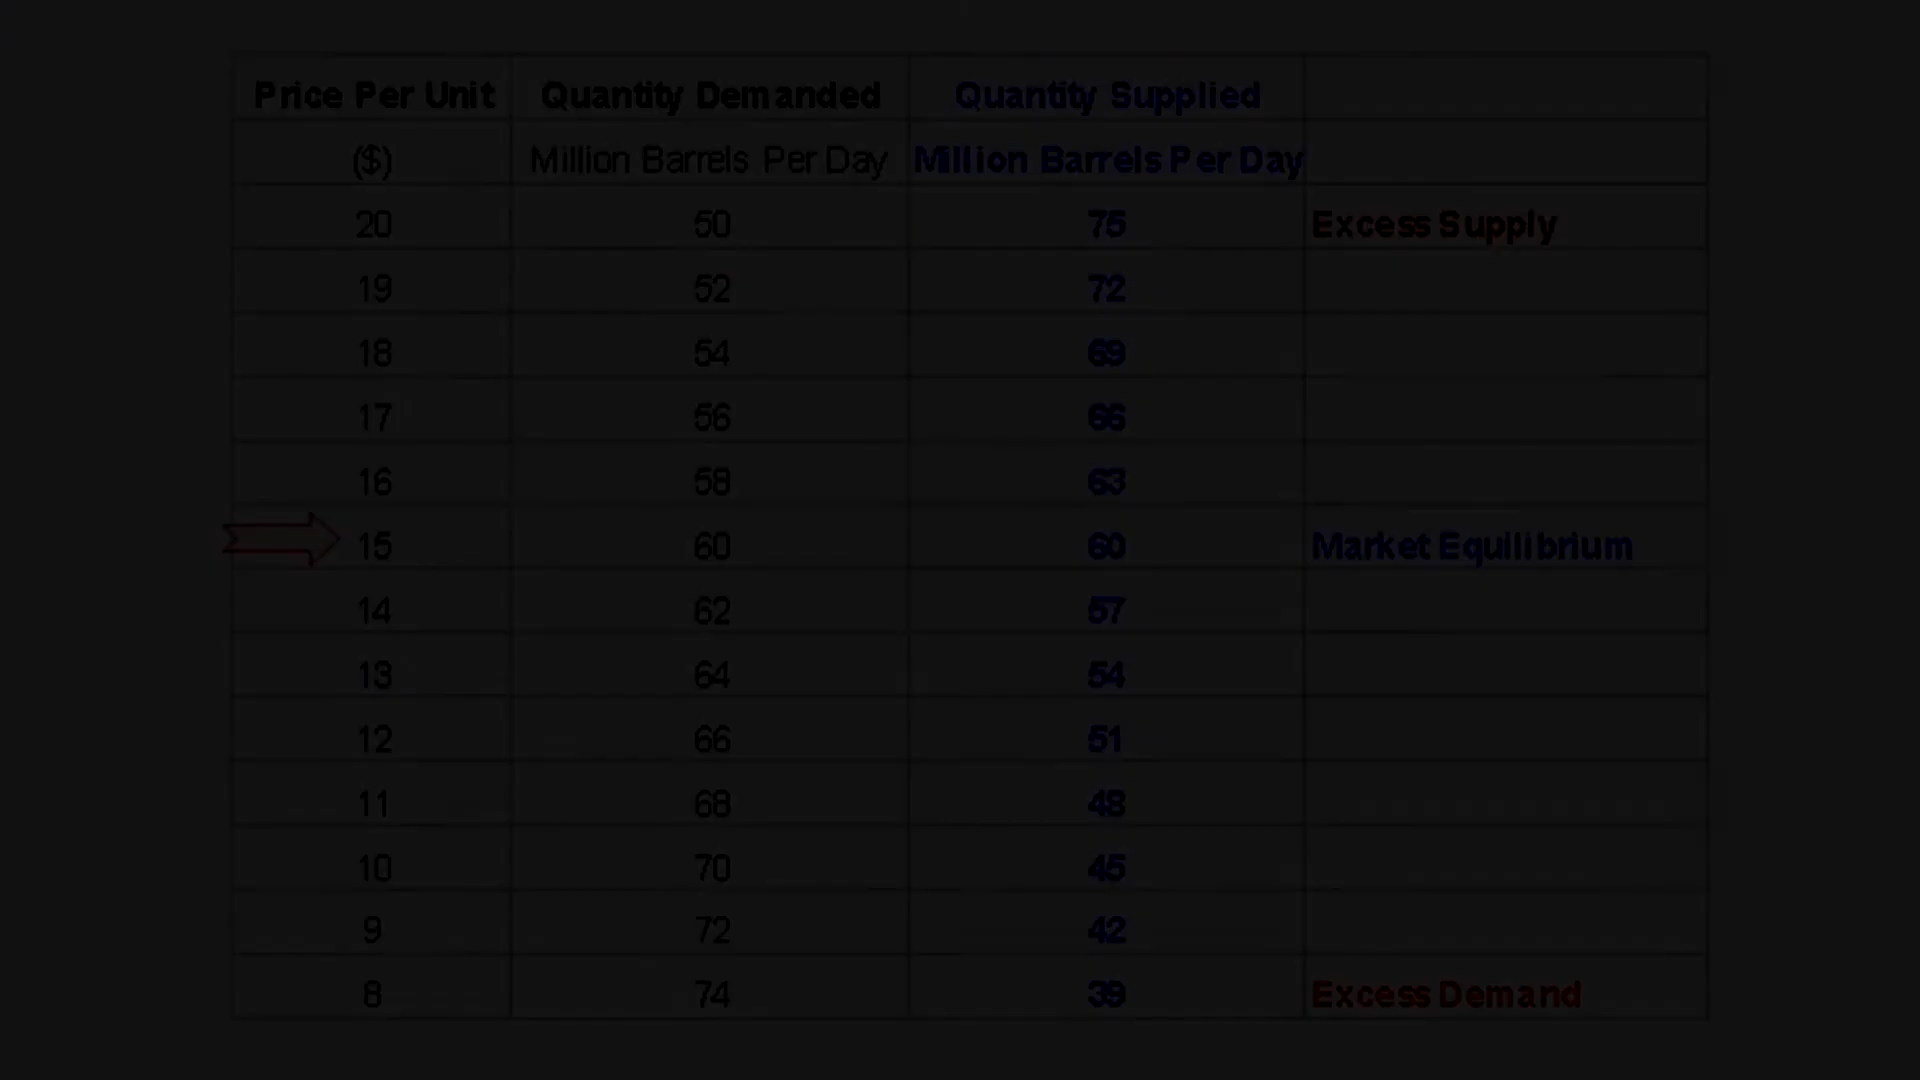 Price Per Unit Quantity Demanded Quantity Supplied
($) Million Barrels Per Day Million Barrels Per Day
20 50 75 Excess Supply
19 52 72
18 54 69
17 56 66
16 58 63
15 60 60 Market Equilibrium
14 62 57
13 64 54
12 66 51
11 68 48
10 70 45
9 72 42
8 74 39 Excess Demand